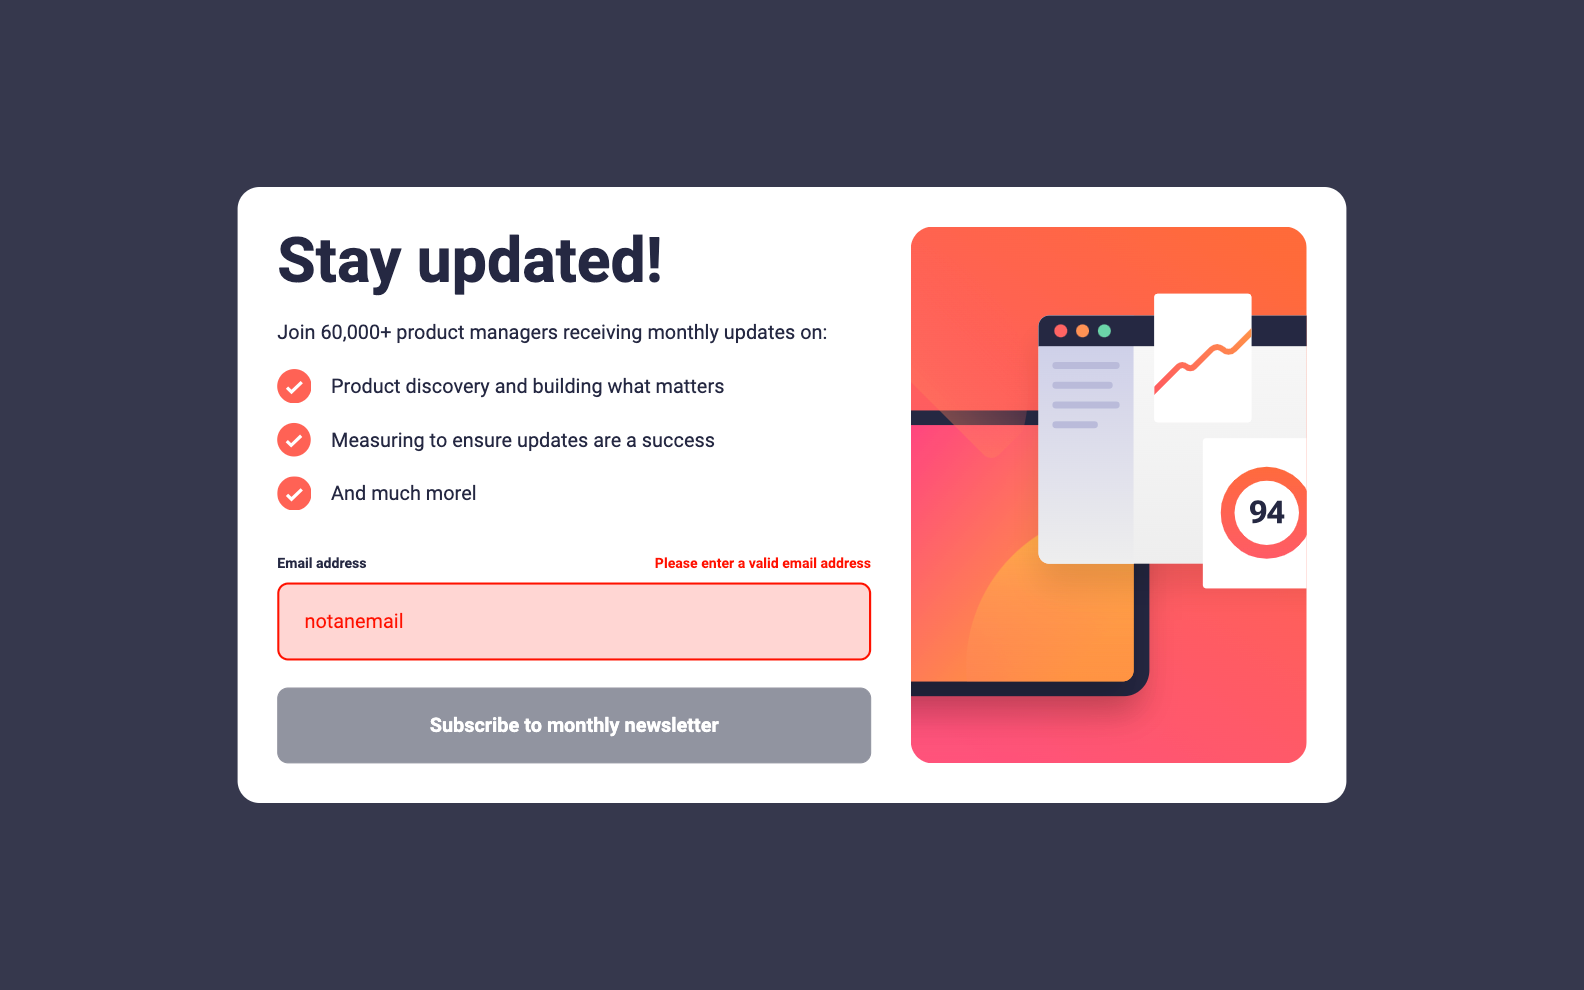 Stay updated!
Join 60,000+ product managers receiving monthly updates on:
Product discovery and building what matters
Measuring to ensure updates are a success
And much morel
Email address
Please enter a valid email address
notanemail
Subscribe to monthly newsletter
94